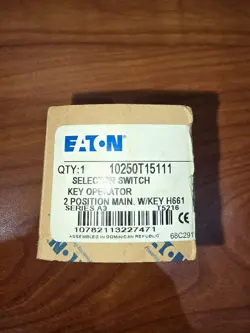 EATON
QTY:1 10250T15111
SELECTOR SWITCH
KEY OPERATOR
2 POSITION MAIN. W/KEY H661
SERIES A3 T5216
10782113227471
ASSEMBLED IN DOMINICAN REPUBLIC
68C291